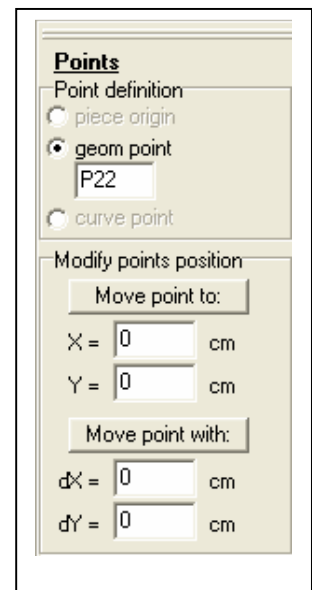 Points
Point definition
piece origin
geom point
P22
curve point
Modify points position
Move point to:
X = 0 cm
Y = 0 cm
Move point with:
dX = 0 cm
dY = 0 cm